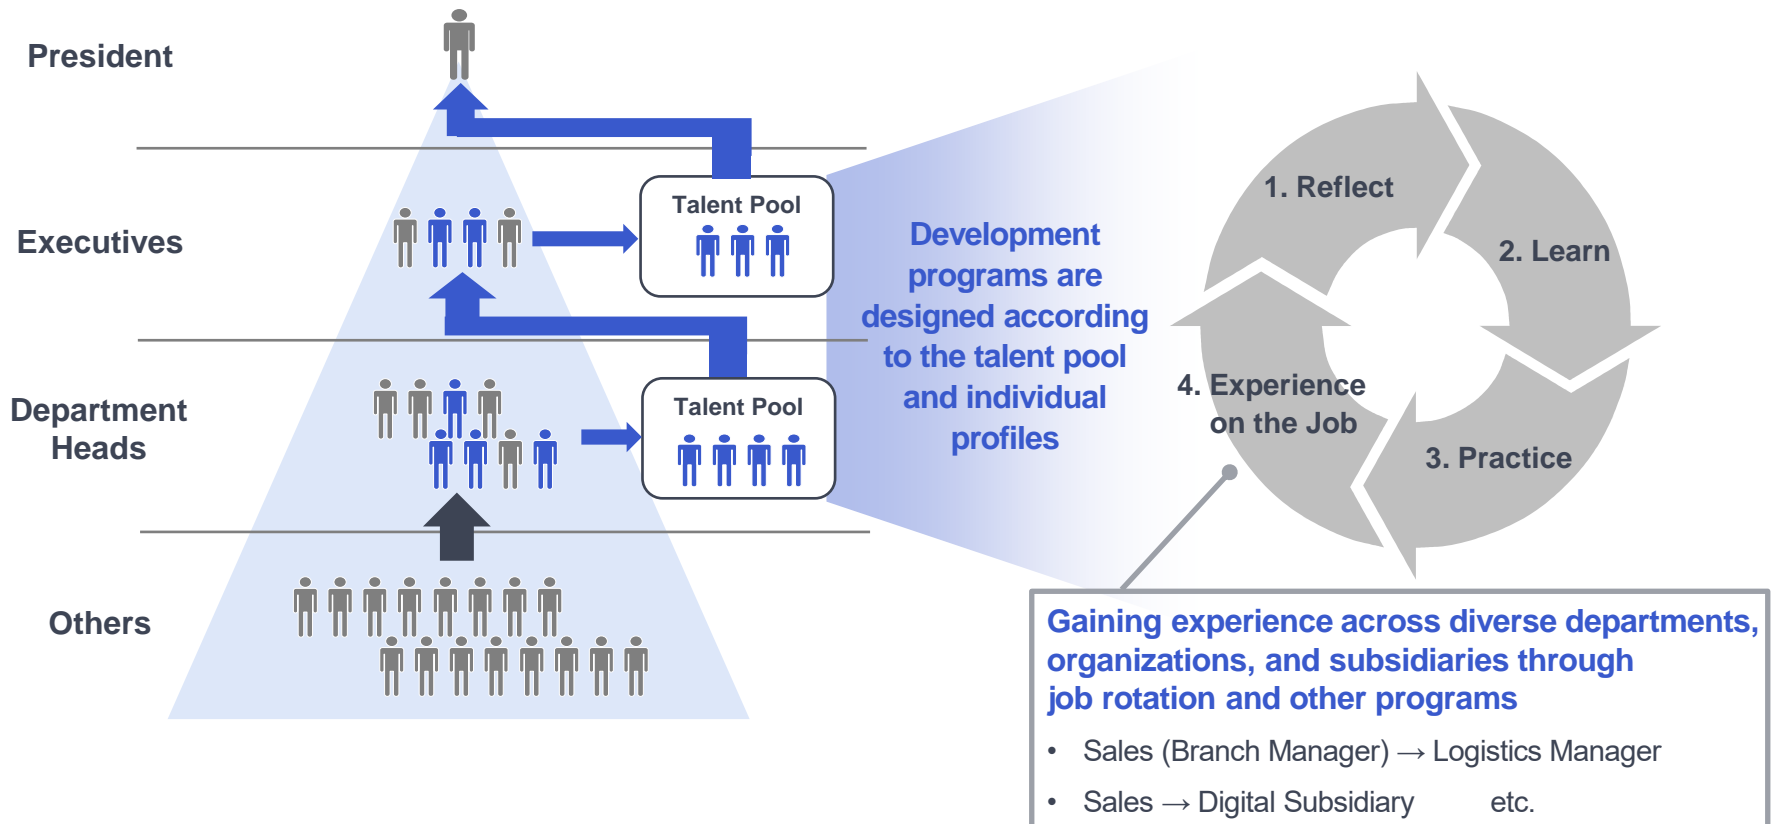 President
Executives
Department
Heads
Others
Talent Pool
Talent Pool
Development
programs are
designed according
to the talent pool
and individual
profiles
1. Reflect
2. Learn
3. Practice
4. Experience
on the Job
Gaining experience across diverse departments,
organizations, and subsidiaries through
job rotation and other programs
• Sales (Branch Manager) → Logistics Manager
• Sales → Digital Subsidiary etc.